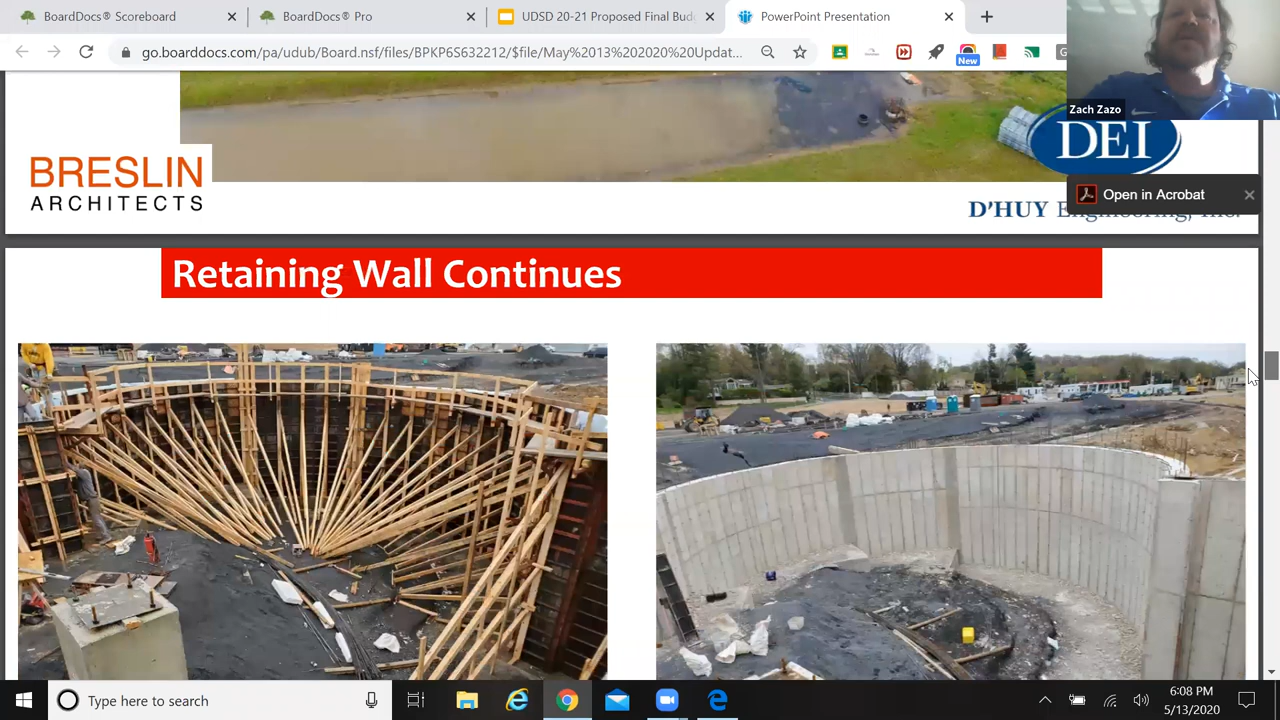 BoardDocs® Scoreboard
BoardDocs® Pro
UDSD 20-21 Proposed Final Bud
PowerPoint Presentation
go.boarddocs.com/pa/udub/Board.nsf/files/BPKP6S632212/$file/May%2013%202020%20Updat...
New
G
Zach Zazo
DEI
BRESLIN
ARCHITECTS
Open in Acrobat
D'HUY Engineering, Inc.
Retaining Wall Continues
Type here to search
6:08 PM
5/13/2020